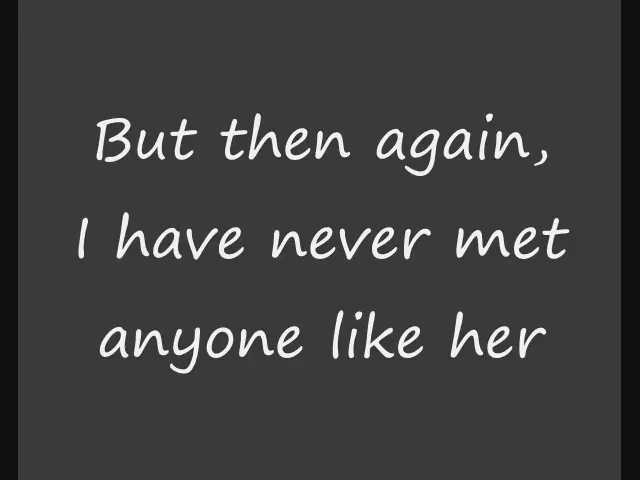 But then again,
I have never met
anyone like her